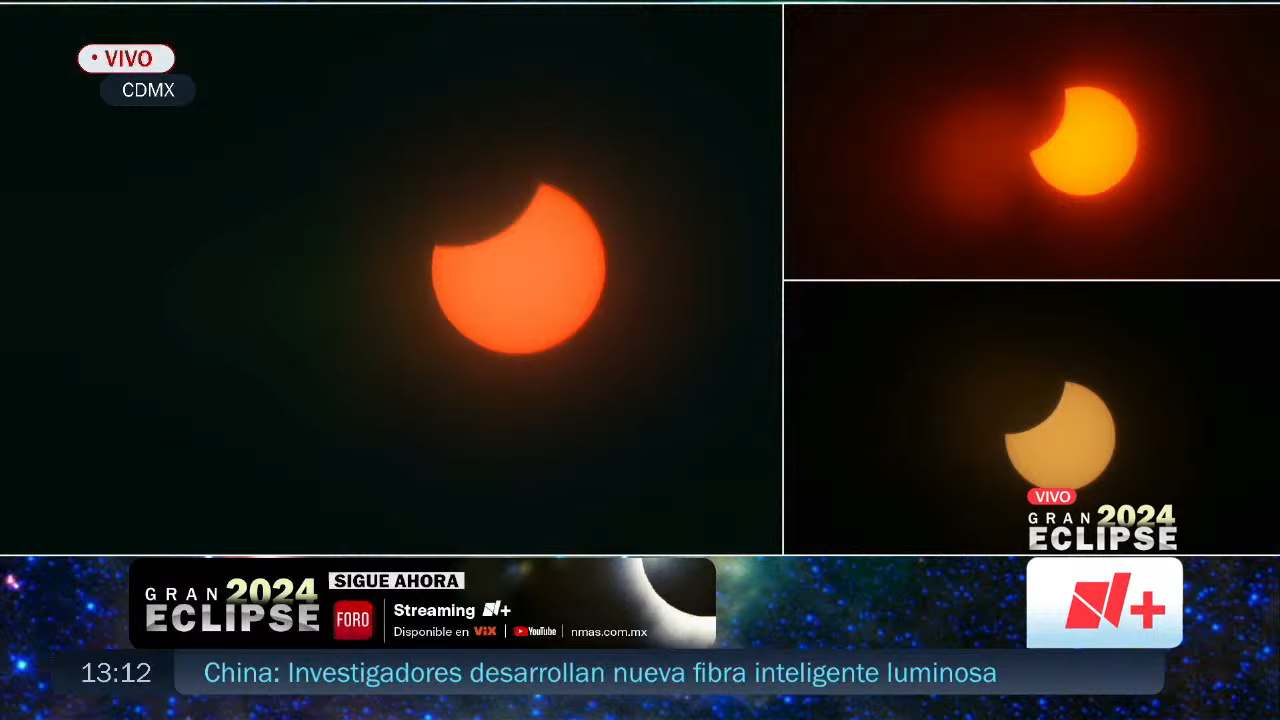 • VIVO
CDMX
VIVO
GRAN 2024
ECLIPSE
GRAN 2024
ECLIPSE
SIGUE AHORA
FORO
Streaming N+
Disponible en ViX | YouTube | nmas.com.mx
N+
13:12
China: Investigadores desarrollan nueva fibra inteligente luminosa